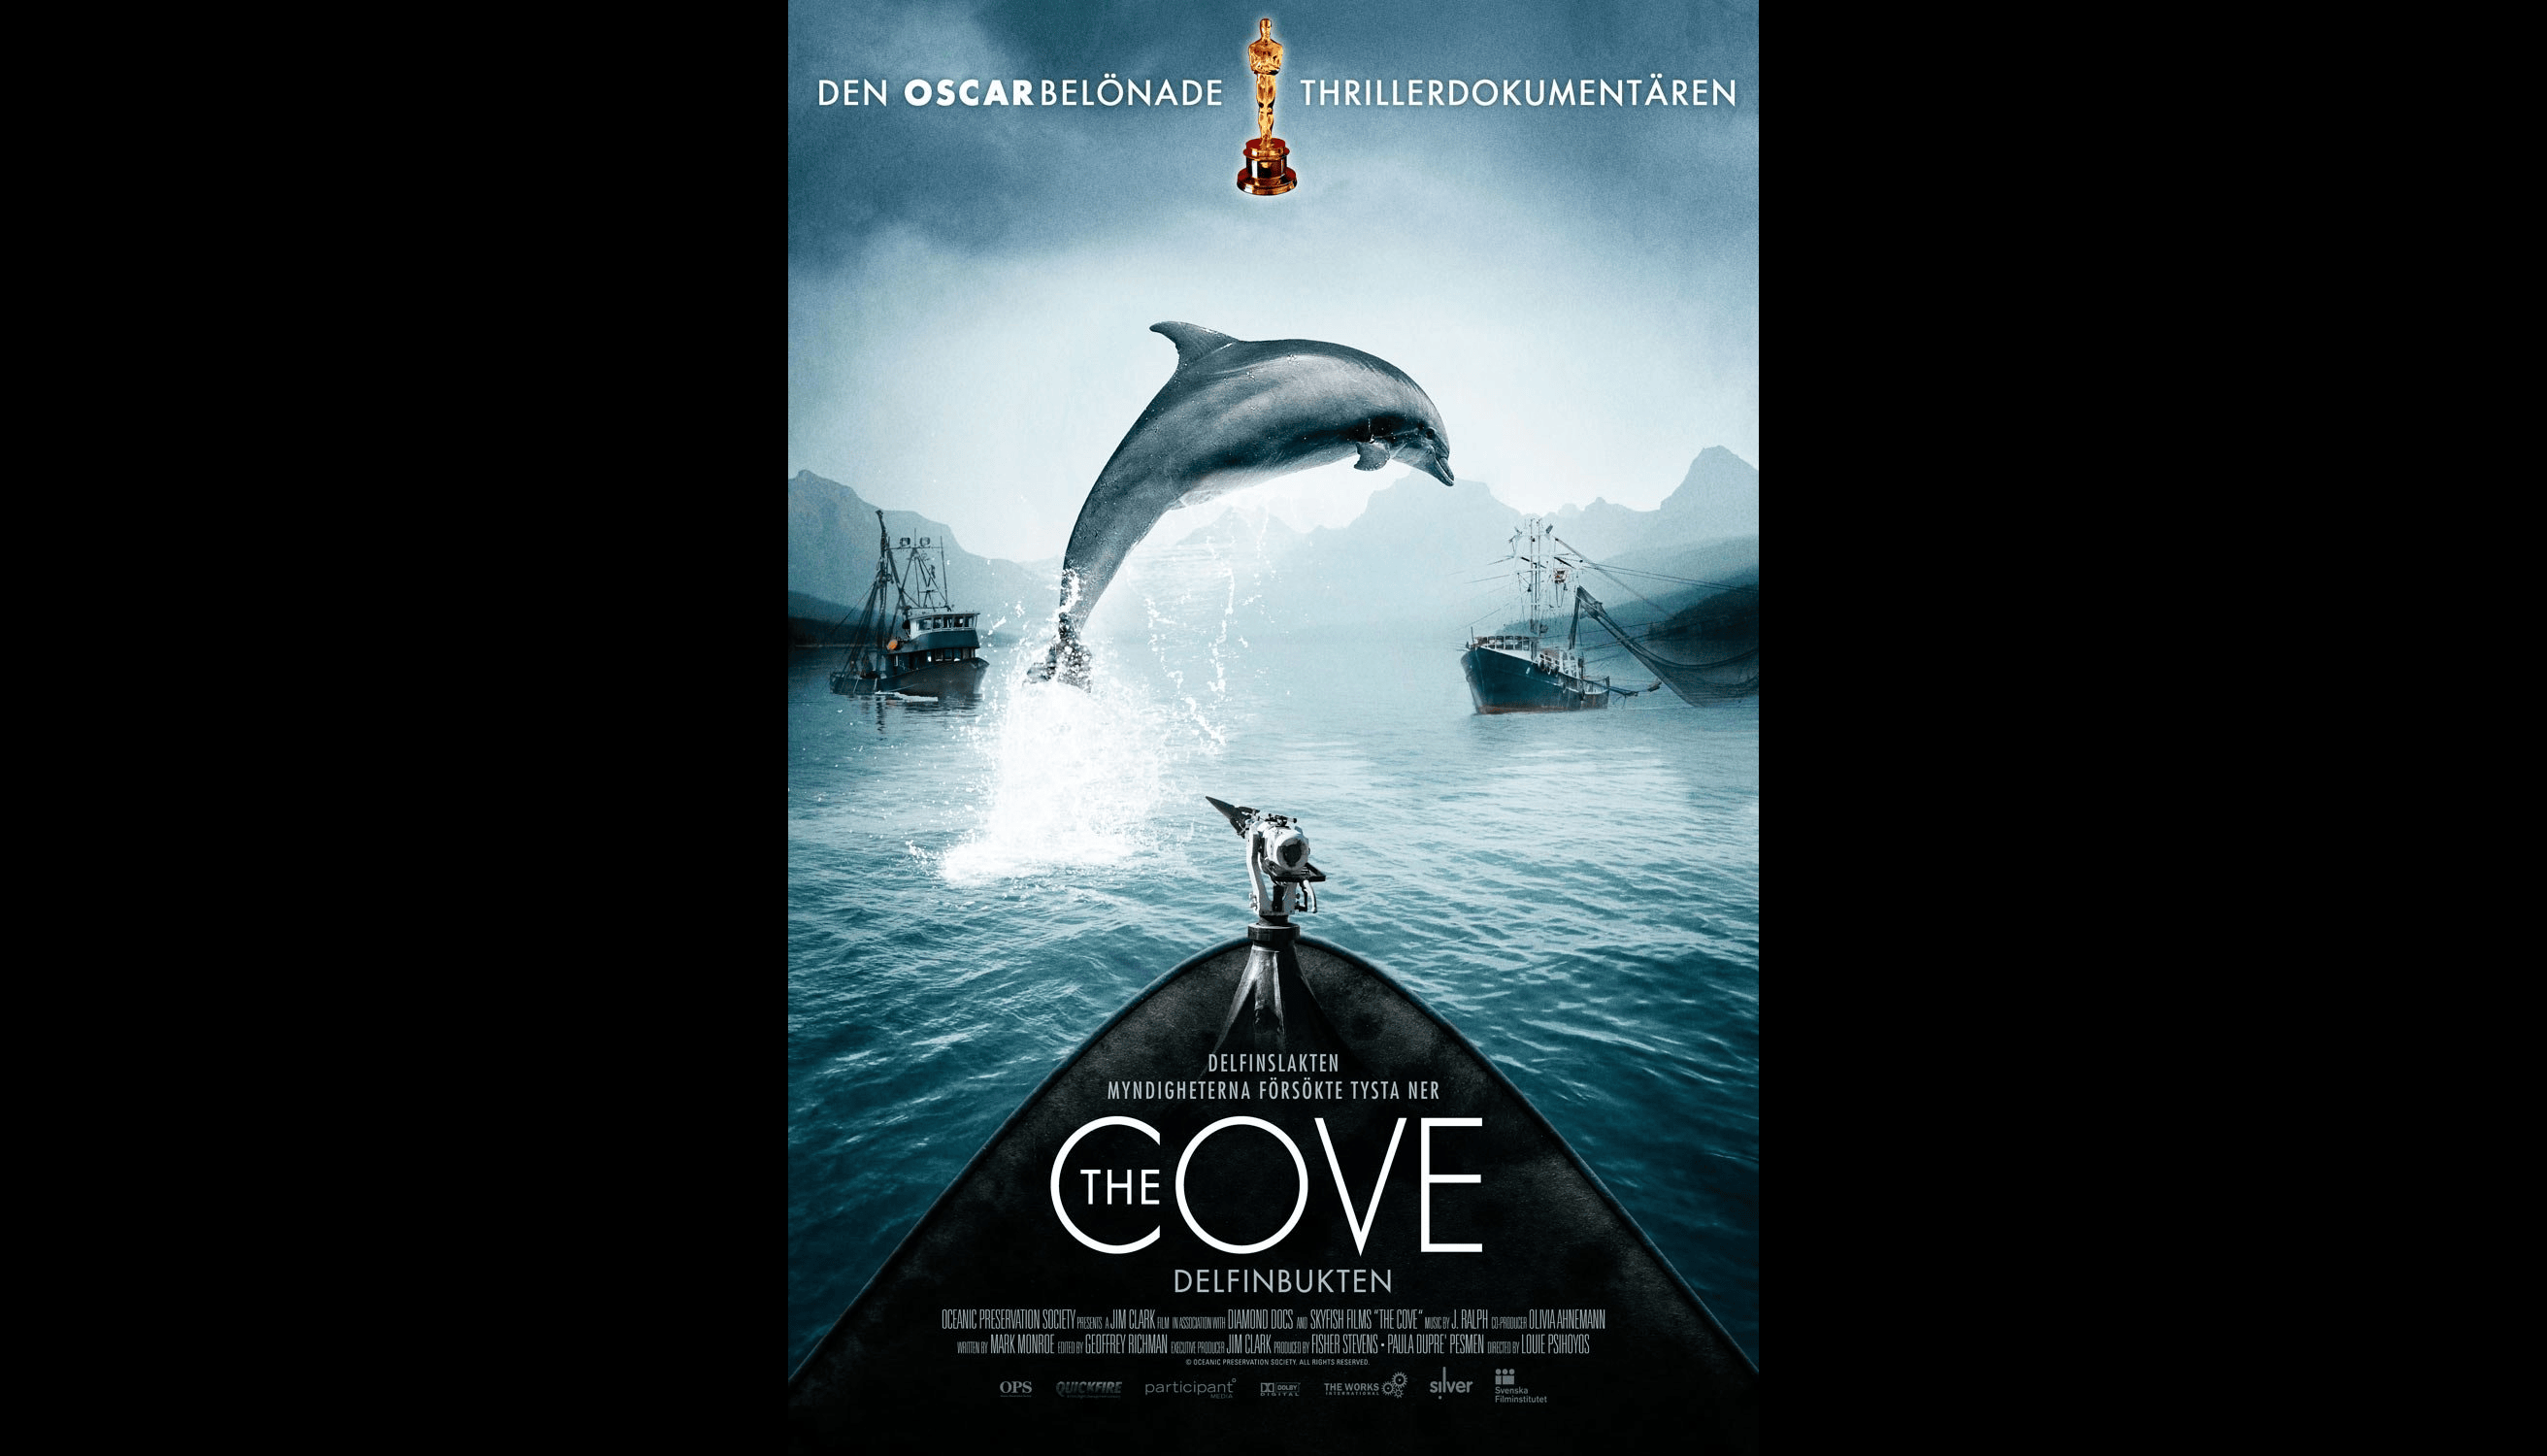 DEN OSCARBELÖNADE THRILLERDOKUMENTÄREN
DELFINSLAKTEN
MYNDIGHETERNA FÖRSÖKTE TYSTA NER
THE COVE
DELFINBUKTEN
OCEANIC PRESERVATION SOCIETY PRESENTS A JIM CLARK FILM IN ASSOCIATION WITH DIAMOND DOCS AND SKYFISH FILMS "THE COVE" MUSIC BY J. RALPH CO-PRODUCER OLIVIA AHNEMANN
WRITTEN BY MARK MONROE EDITED BY GEOFFREY RICHMAN EXECUTIVE PRODUCER JIM CLARK PRODUCED BY FISHER STEVENS • PAULA DUPRE' PESMEN DIRECTED BY LOUIE PSIHOYOS
© OCEANIC PRESERVATION SOCIETY. ALL RIGHTS RESERVED.
OPS QUICKFIRE participant MEDIA DOLBY DIGITAL THE WORKS INTERNATIONAL silver Svenska Filminstitutet